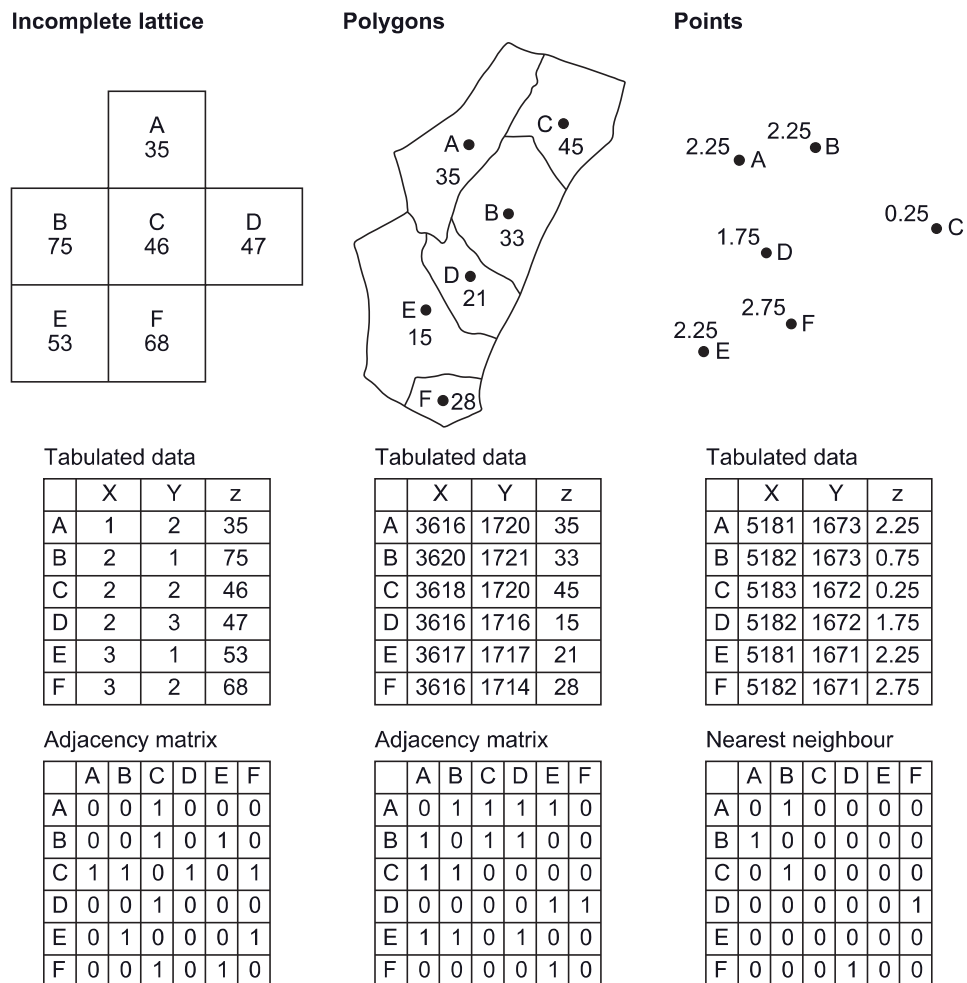 Incomplete lattice
A
35
B
75
C
46
D
47
E
53
F
68
Polygons
A
35
C
45
B
33
D
21
E
15
F 28
Points
2.25 A
2.25 B
0.25 C
1.75 D
2.75 F
2.25 E
Tabulated data
X Y z
A 1 2 35
B 2 1 75
C 2 2 46
D 2 3 47
E 3 1 53
F 3 2 68
Tabulated data
X Y z
A 3616 1720 35
B 3620 1721 33
C 3618 1720 45
D 3616 1716 15
E 3617 1717 21
F 3616 1714 28
Tabulated data
X Y z
A 5181 1673 2.25
B 5182 1673 0.75
C 5183 1672 0.25
D 5182 1672 1.75
E 5181 1671 2.25
F 5182 1671 2.75
Adjacency matrix
A B C D E F
A 0 0 1 0 0 0
B 0 0 1 0 1 0
C 1 1 0 1 0 1
D 0 0 1 0 0 0
E 0 1 0 0 0 1
F 0 0 1 0 1 0
Adjacency matrix
A B C D E F
A 0 1 1 1 1 0
B 1 0 1 1 0 0
C 1 1 0 0 0 0
D 0 0 0 0 1 1
E 1 1 0 1 0 0
F 0 0 0 0 1 0
Nearest neighbour
A B C D E F
A 0 1 0 0 0 0
B 1 0 0 0 0 0
C 0 1 0 0 0 0
D 0 0 0 0 0 1
E 0 0 0 0 0 0
F 0 0 0 1 0 0